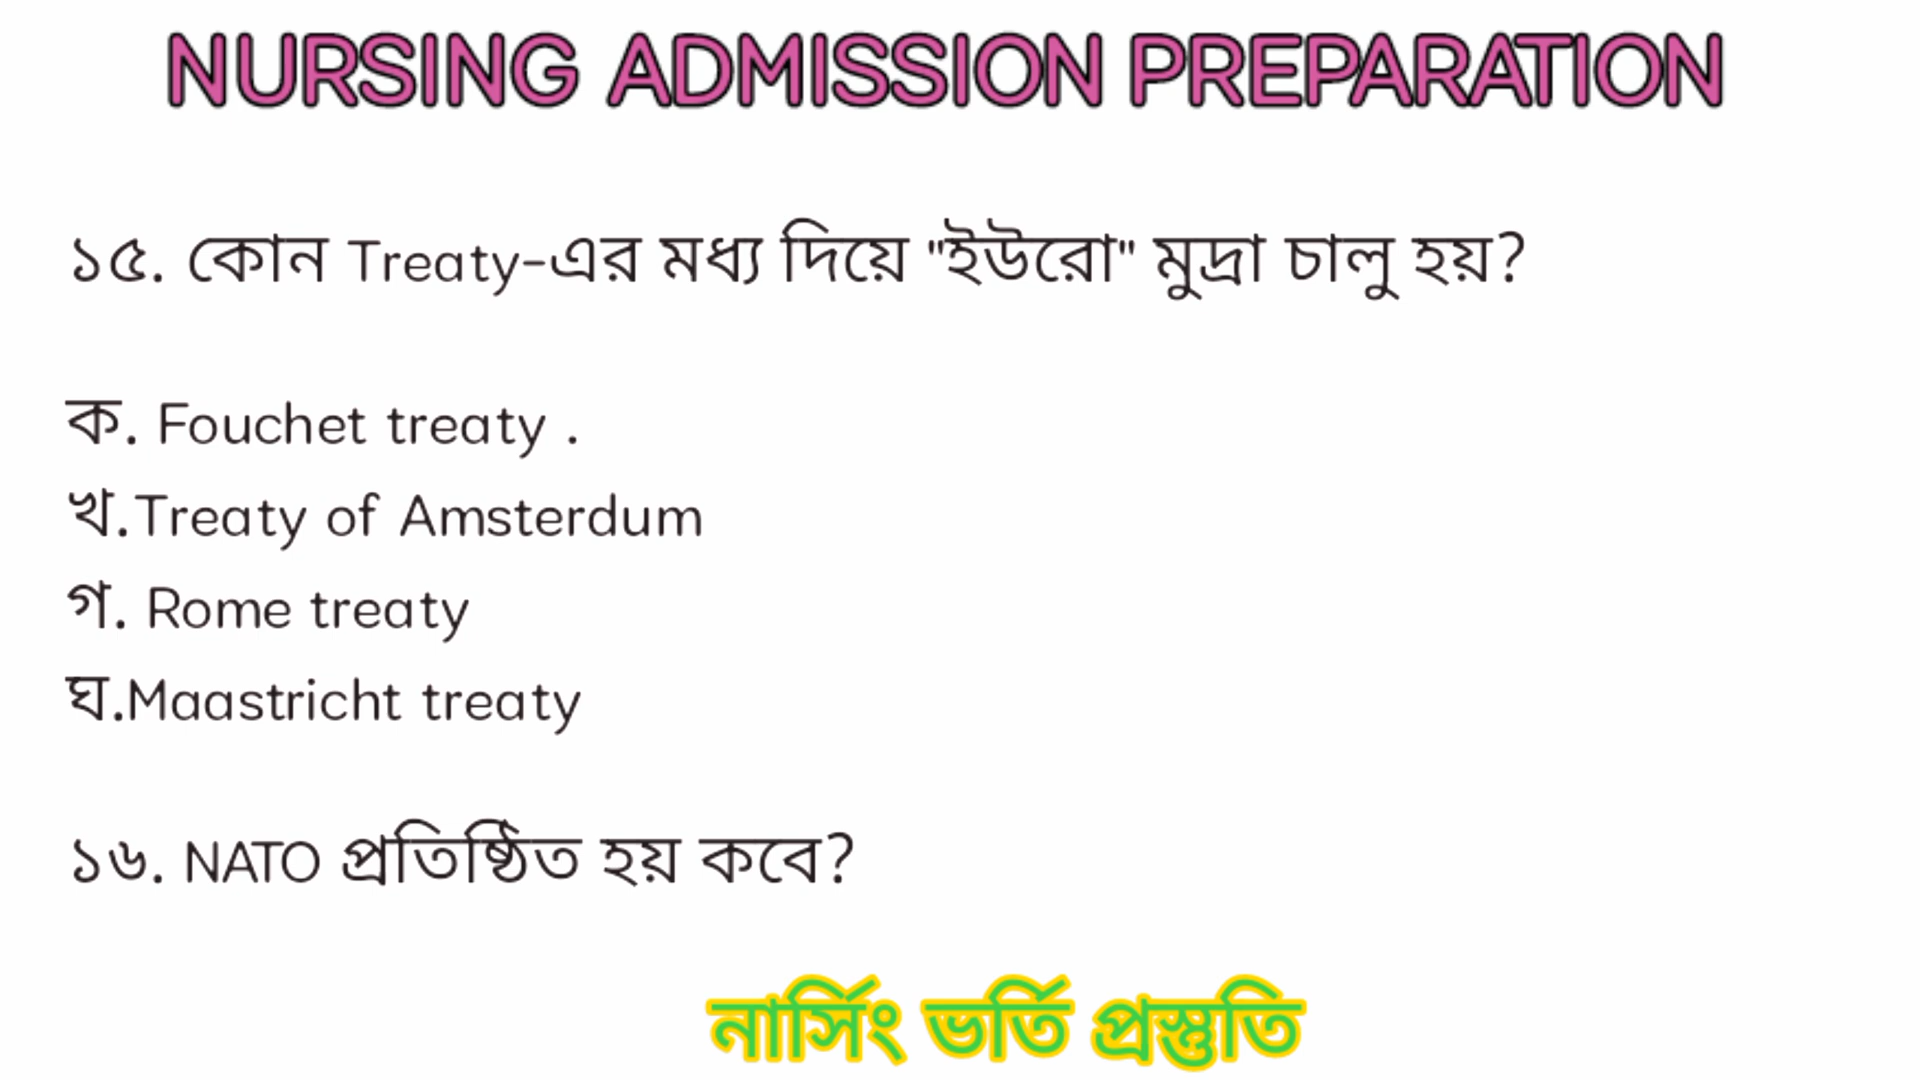 NURSING ADMISSION PREPARATION
১৫. কোন Treaty-এর মধ্য দিয়ে "ইউরো" মুদ্রা চালু হয়?
ক. Fouchet treaty .
খ.Treaty of Amsterdum
গ. Rome treaty
ঘ.Maastricht treaty
১৬. NATO প্রতিষ্ঠিত হয় কবে?
নার্সিং ভর্তি প্রস্তুতি